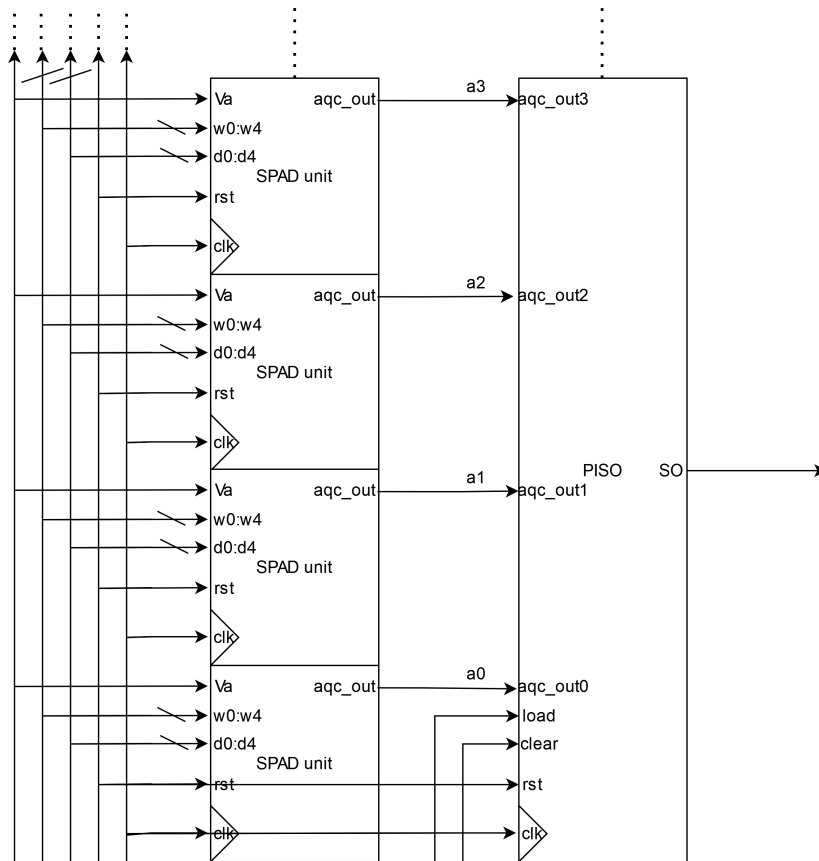 Va
aqc_out
a3
aqc_out3
w0:w4
d0:d4
SPAD unit
rst
clk
Va
aqc_out
a2
aqc_out2
w0:w4
d0:d4
SPAD unit
rst
clk
PISO
SO
Va
aqc_out
a1
aqc_out1
w0:w4
d0:d4
SPAD unit
rst
clk
Va
aqc_out
a0
aqc_out0
w0:w4
load
d0:d4
clear
SPAD unit
rst
rst
clk
clk